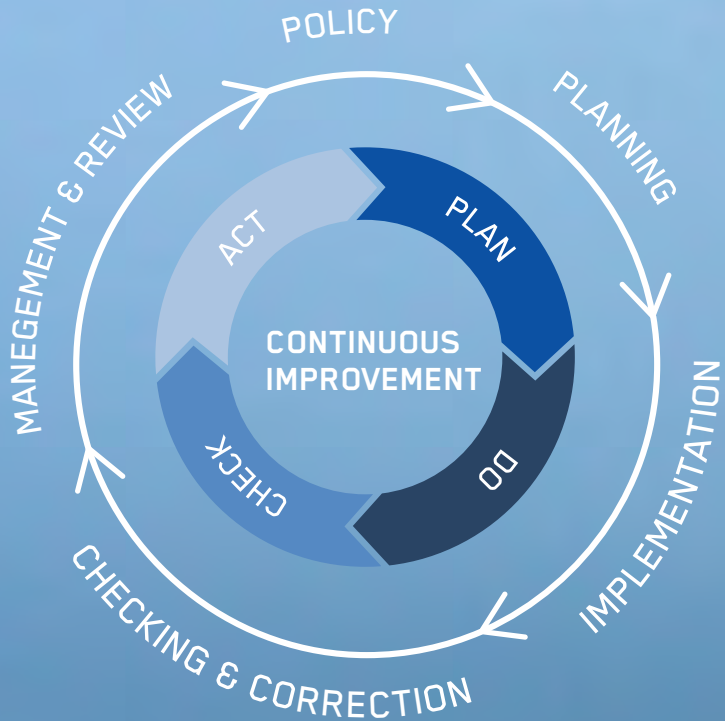 POLICY
PLANNING
IMPLEMENTATION
CHECKING & CORRECTION
MANEGEMENT & REVIEW
PLAN
DO
CHECK
ACT
CONTINUOUS
IMPROVEMENT